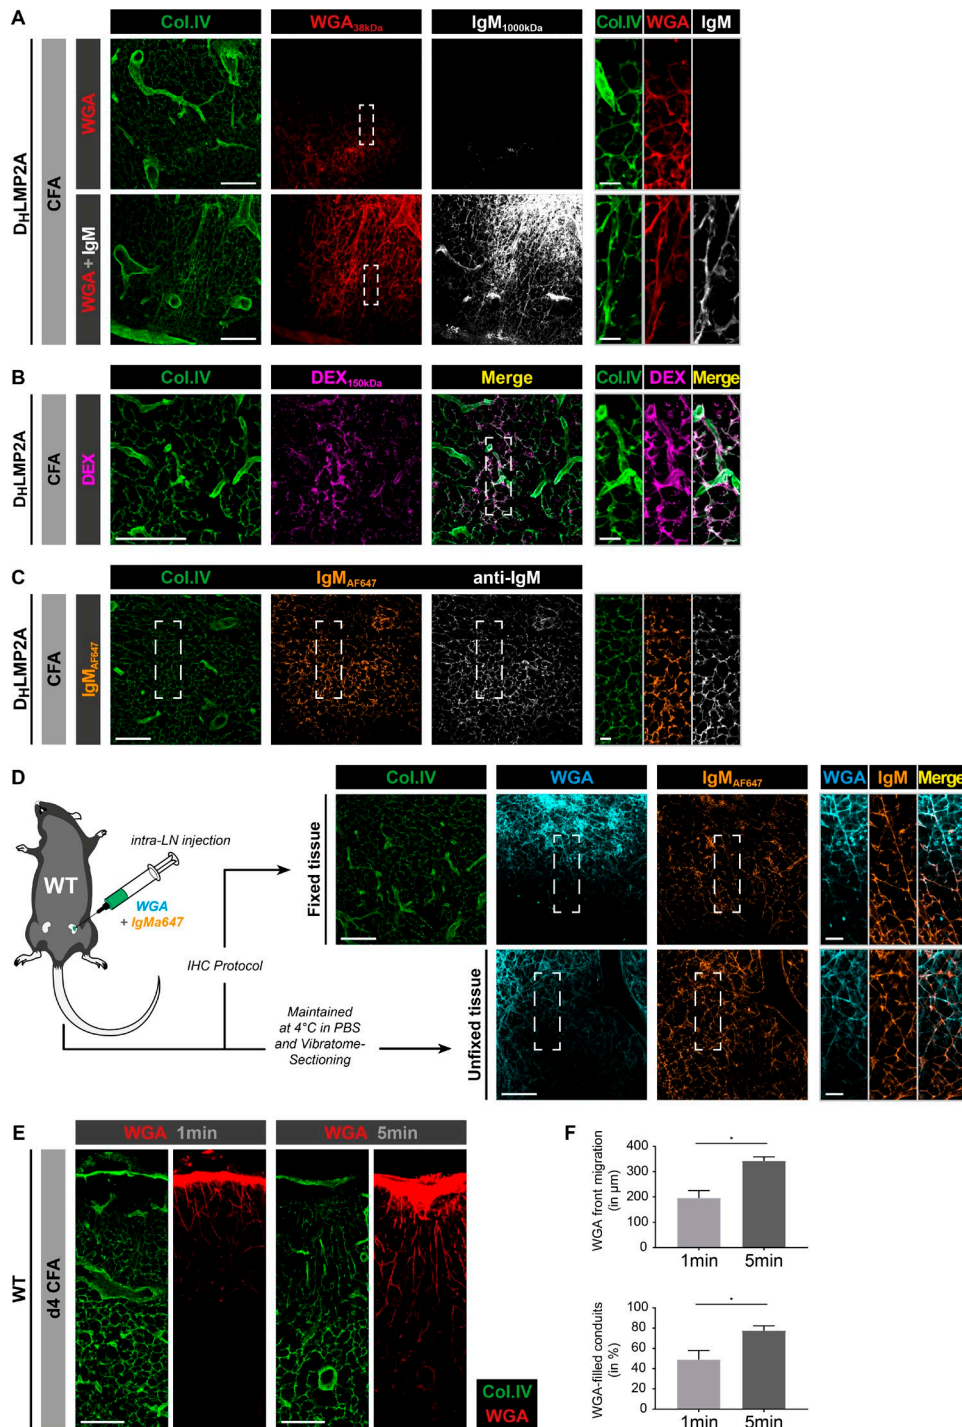 A
Col.IV
WGA38kDa
IgM1000kDa
Col.IV
WGA
IgM
DHLMP2A
CFA
WGA
WGA + IgM
B
Col.IV
DEX150kDa
Merge
Col.IV
DEX
Merge
DHLMP2A
CFA
DEX
C
Col.IV
IgMAF647
anti-IgM
DHLMP2A
CFA
IgMAF647
D
Col.IV
WGA
IgMAF647
WGA
IgM
Merge
intra-LN injection
WT
WGA
+ IgMa647
Fixed tissue
IHC Protocol
Maintained
at 4°C in PBS
and Vibratome-
Sectioning
Unfixed tissue
E
WGA 1min
WGA 5min
WT
d4 CFA
Col.IV
WGA
F
WGA front migration
(in µm)
400
300
200
100
0
*
1min
5min
WGA-filled conduits
(in %)
100
80
60
40
20
0
*
1min
5min